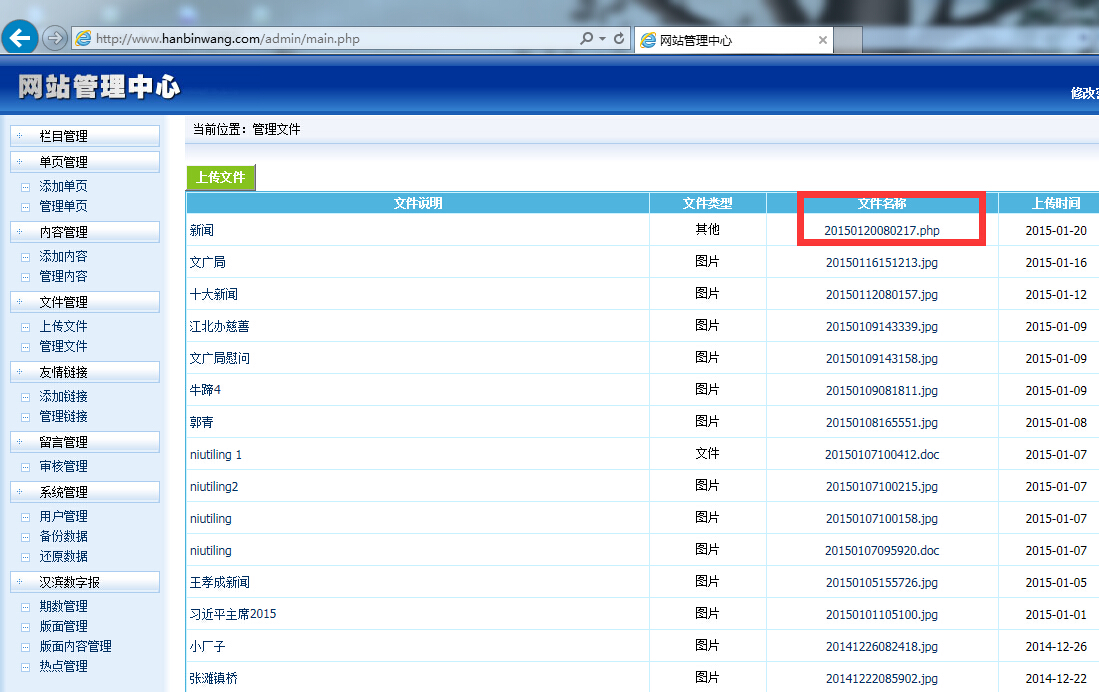 http://www.hanbinwang.com/admin/main.php
网站管理中心
网站管理中心
修改
当前位置：管理文件
栏目管理
单页管理
添加单页
管理单页
内容管理
添加内容
管理内容
文件管理
上传文件
管理文件
友情链接
添加链接
管理链接
留言管理
审核管理
系统管理
用户管理
备份数据
还原数据
汉滨数字报
期数管理
版面管理
版面内容管理
热点管理
上传文件
文件说明 文件类型 文件名称 上传时间
新闻 其他 20150120080217.php 2015-01-20
文广局 图片 20150116151213.jpg 2015-01-16
十大新闻 图片 20150112080157.jpg 2015-01-12
江北办慈善 图片 20150109143339.jpg 2015-01-09
文广局慰问 图片 20150109143158.jpg 2015-01-09
牛蹄4 图片 20150109081811.jpg 2015-01-09
郭青 图片 20150108165551.jpg 2015-01-08
niutiling 1 文件 20150107100412.doc 2015-01-07
niutiling2 图片 20150107100215.jpg 2015-01-07
niutiling 图片 20150107100158.jpg 2015-01-07
niutiling 图片 20150107095920.doc 2015-01-07
王孝成新闻 图片 20150105155726.jpg 2015-01-05
习近平主席2015 图片 20150101105100.jpg 2015-01-01
小厂子 图片 20141226082418.jpg 2014-12-26
张滩镇桥 图片 20141222085902.jpg 2014-12-22